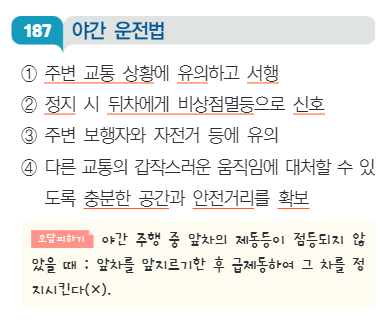 187 야간 운전법
① 주변 교통 상황에 유의하고 서행
② 정지 시 뒤차에게 비상점멸등으로 신호
③ 주변 보행자와 자전거 등에 유의
④ 다른 교통의 갑작스러운 움직임에 대처할 수 있
도록 충분한 공간과 안전거리를 확보
오답피하기 야간 주행 중 앞차의 제동등이 점등되지 않
았을 때 : 앞차를 앞지르기한 후 급제동하여 그 차를 정
지시킨다(×).